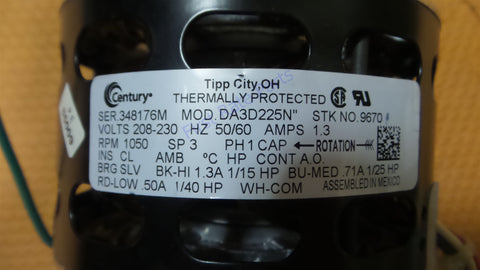 Tipp City,OH
Century
THERMALLY PROTECTED
SER.348176M MOD.DA3D225N" STK NO.9670
VOLTS 208-230 HZ 50/60 AMPS 1.3
RPM 1050 SP 3 PH 1 CAP ROTATION
INS CL AMB °C HP CONT A.O.
BRG SLV BK-HI 1.3A 1/15 HP BU-MED .71A 1/25 HP
RD-LOW .50A 1/40 HP WH-COM ASSEMBLED IN MEXICO